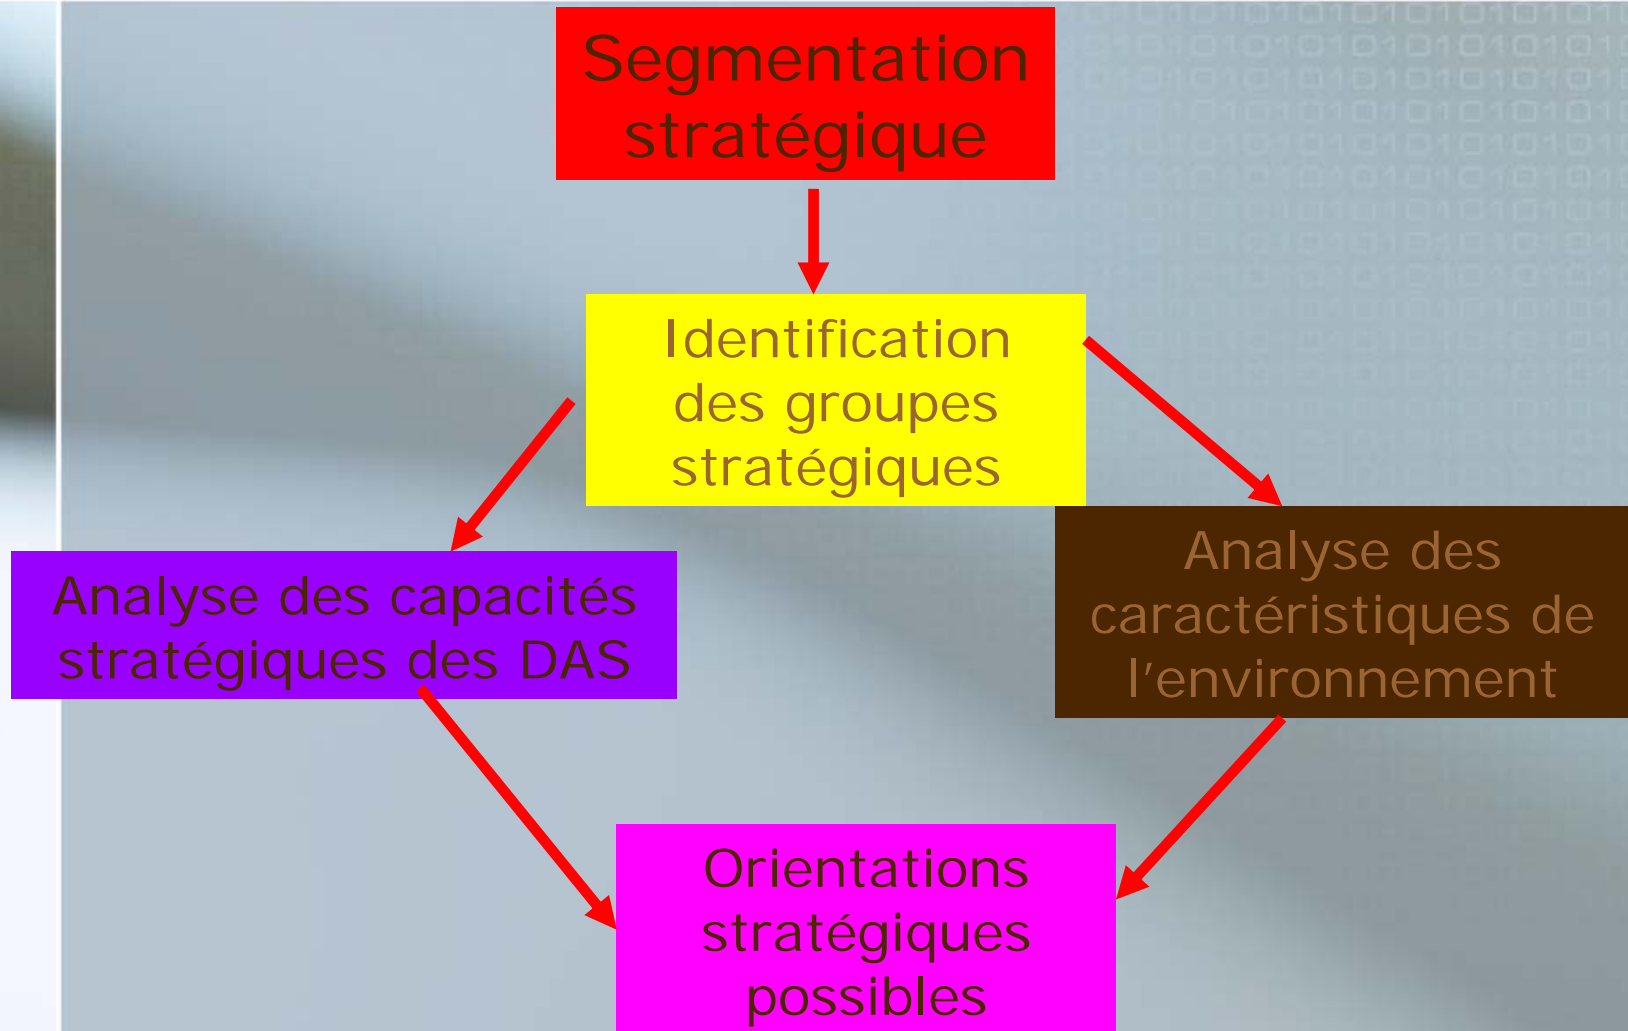 Segmentation
stratégique
Identification
des groupes
stratégiques
Analyse des capacités
stratégiques des DAS
Analyse des
caractéristiques de
l'environnement
Orientations
stratégiques
possibles